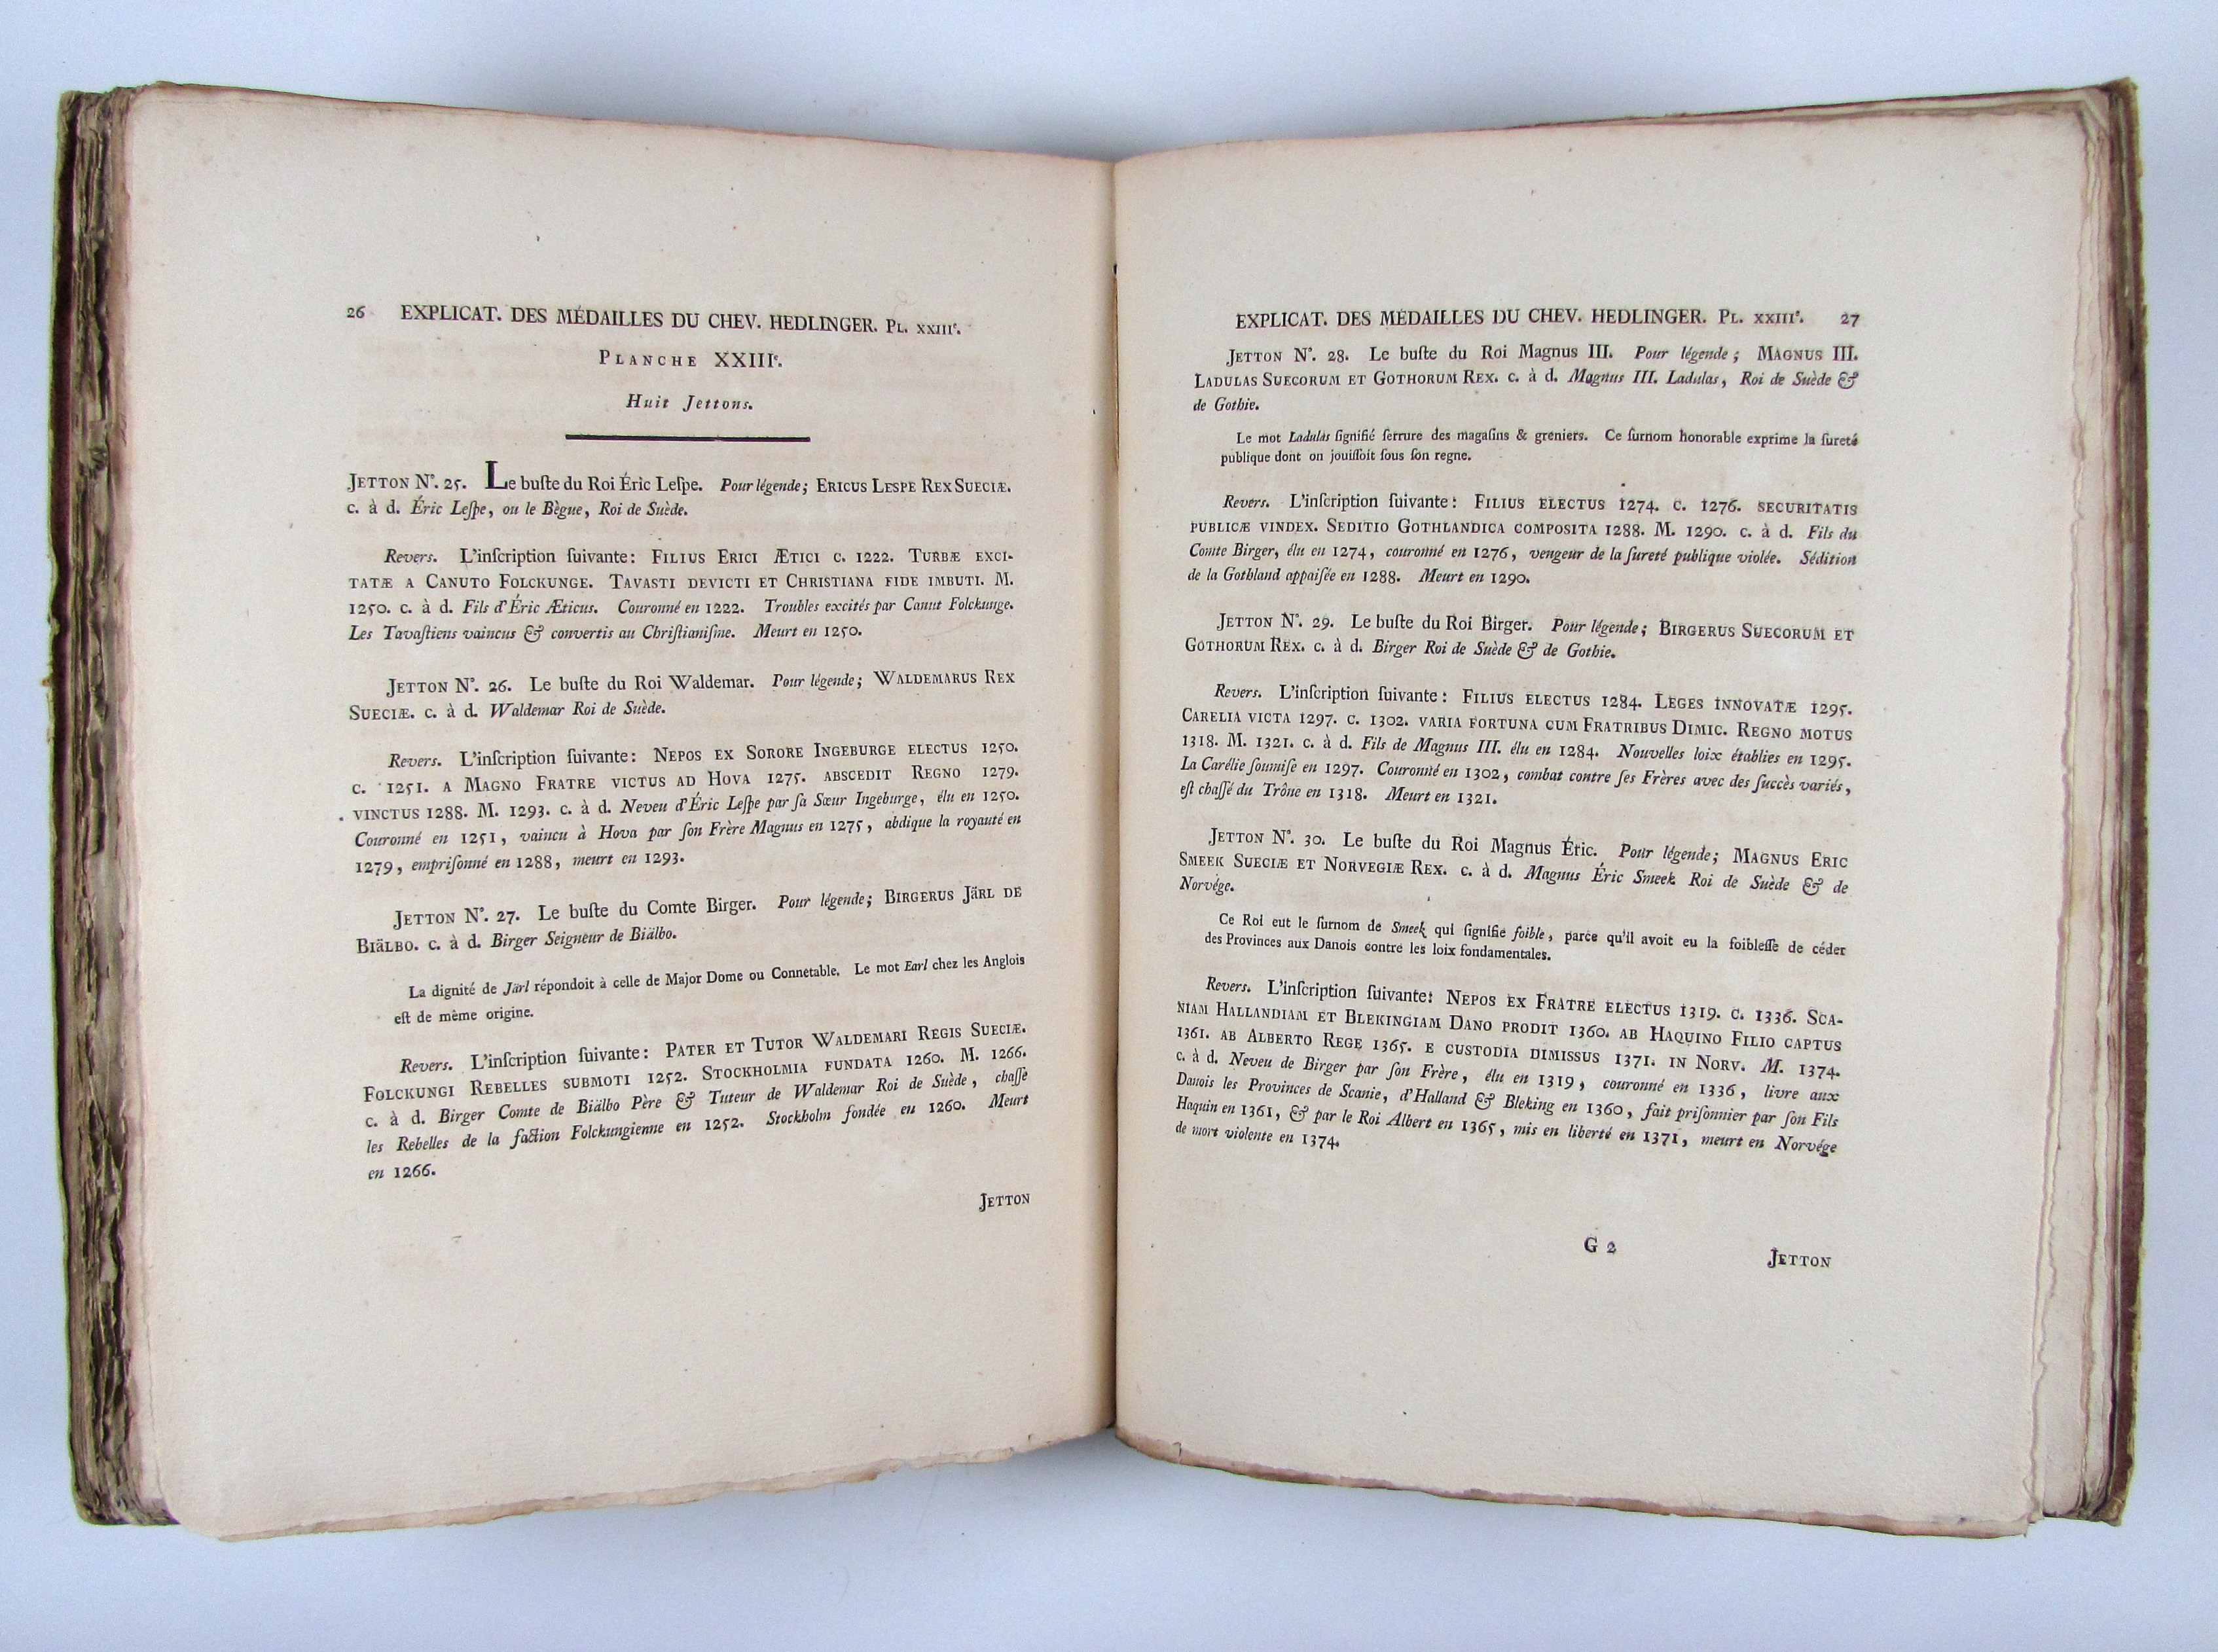 26 EXPLICAT. DES MÉDAILLES DU CHEV. HEDLINGER. PL. XXIIIᵉ.
PLANCHE XXIIIᵉ.
Huit Jettons.
JETTON N°. 25. Le buſte du Roi Éric Leſpe. Pour légende; ERICUS LESPE REX SUECIÆ.
c. à d. Éric Leſpe, ou le Bègue, Roi de Suède.
Revers. L'inſcription ſuivante: FILIUS ERICI ÆTICI C. 1222. TURBÆ EXCI-
TATÆ A CANUTO FOLCKUNGE. TAVASTI DEVICTI ET CHRISTIANA FIDE IMBUTI. M.
1250. c. à d. Fils d'Éric Æticus. Couronné en 1222. Troubles excités par Canut Folckunge.
Les Tavaſtiens vaincus & convertis au Chriſtianiſme. Meurt en 1250.
JETTON N°. 26. Le buſte du Roi Waldemar. Pour légende; WALDEMARUS REX
SUECIÆ. c. à d. Waldemar Roi de Suède.
Revers. L'inſcription ſuivante: NEPOS EX SORORE INGEBURGE ELECTUS 1250.
C. 1251. A MAGNO FRATRE VICTUS AD HOVA 1275. ABSCEDIT REGNO 1279.
VINCTUS 1288. M. 1293. c. à d. Neveu d'Éric Leſpe par ſa Sœur Ingeburge, élu en 1250.
Couronné en 1251, vaincu à Hova par ſon Frère Magnus en 1275, abdique la royauté en
1279, empriſonné en 1288, meurt en 1293.
JETTON N°. 27. Le buſte du Comte Birger. Pour légende; BIRGERUS JÄRL DE
BIÄLBO. c. à d. Birger Seigneur de Biälbo.
La dignité de Järl répondoit à celle de Major Dome ou Connetable. Le mot Earl chez les Anglois
eſt de même origine.
Revers. L'inſcription ſuivante: PATER ET TUTOR WALDEMARI REGIS SUECIÆ.
FOLCKUNGI REBELLES SUBMOTI 1252. STOCKHOLMIA FUNDATA 1260. M. 1266.
c. à d. Birger Comte de Biälbo Père & Tuteur de Waldemar Roi de Suède, chaſſe
les Rebelles de la faction Folckungienne en 1252. Stockholm fondée en 1260. Meurt
en 1266.
JETTON
EXPLICAT. DES MÉDAILLES DU CHEV. HEDLINGER. PL. XXIIIᵉ. 27
JETTON N°. 28. Le buſte du Roi Magnus III. Pour légende; MAGNUS III.
LADULAS SUECORUM ET GOTHORUM REX. c. à d. Magnus III. Ladulas, Roi de Suède &
de Gothie.
Le mot Ladulas ſignifié ſerrure des magaſins & greniers. Ce ſurnom honorable exprime la ſureté
publique dont on jouiſſoit ſous ſon regne.
Revers. L'inſcription ſuivante: FILIUS ELECTUS 1274. C. 1276. SECURITATIS
PUBLICÆ VINDEX. SEDITIO GOTHLANDICA COMPOSITA 1288. M. 1290. c. à d. Fils du
Comte Birger, élu en 1274, couronné en 1276, vengeur de la ſureté publique violée. Sédition
de la Gothland appaiſée en 1288. Meurt en 1290.
JETTON N°. 29. Le buſte du Roi Birger. Pour légende; BIRGERUS SUECORUM ET
GOTHORUM REX. c. à d. Birger Roi de Suède & de Gothie.
Revers. L'inſcription ſuivante: FILIUS ELECTUS 1284. LEGES INNOVATÆ 1295.
CARELIA VICTA 1297. C. 1302. VARIA FORTUNA CUM FRATRIBUS DIMIC. REGNO MOTUS
1318. M. 1321. c. à d. Fils de Magnus III. élu en 1284. Nouvelles loix établies en 1295.
La Carélie ſoumiſe en 1297. Couronné en 1302, combat contre ſes Frères avec des ſuccès variés,
eſt chaſſé du Trône en 1318. Meurt en 1321.
JETTON N°. 30. Le buſte du Roi Magnus Éric. Pour légende; MAGNUS ERIC
SMEEK SUECIÆ ET NORVEGIÆ REX. c. à d. Magnus Éric Smeek Roi de Suède & de
Norvége.
Ce Roi eut le ſurnom de Smeek qui ſignifie foible, parce qu'il avoit eu la foibleſſe de céder
des Provinces aux Danois contre les loix fondamentales.
Revers. L'inſcription ſuivante: NEPOS EX FRATRE ELECTUS 1319. C. 1336. SCA-
NIAM HALLANDIAM ET BLEKINGIAM DANO PRODIT 1360. AB HAQUINO FILIO CAPTUS
1361. AB ALBERTO REGE 1365. E CUSTODIA DIMISSUS 1371. IN NORV. M. 1374.
c. à d. Neveu de Birger par ſon Frère, élu en 1319, couronné en 1336, livre aux
Danois les Provinces de Scanie, d'Halland & Bleking en 1360, fait priſonnier par ſon Fils
Haquin en 1361, & par le Roi Albert en 1365, mis en liberté en 1371, meurt en Norvége
de mort violente en 1374.
G 2 JETTON